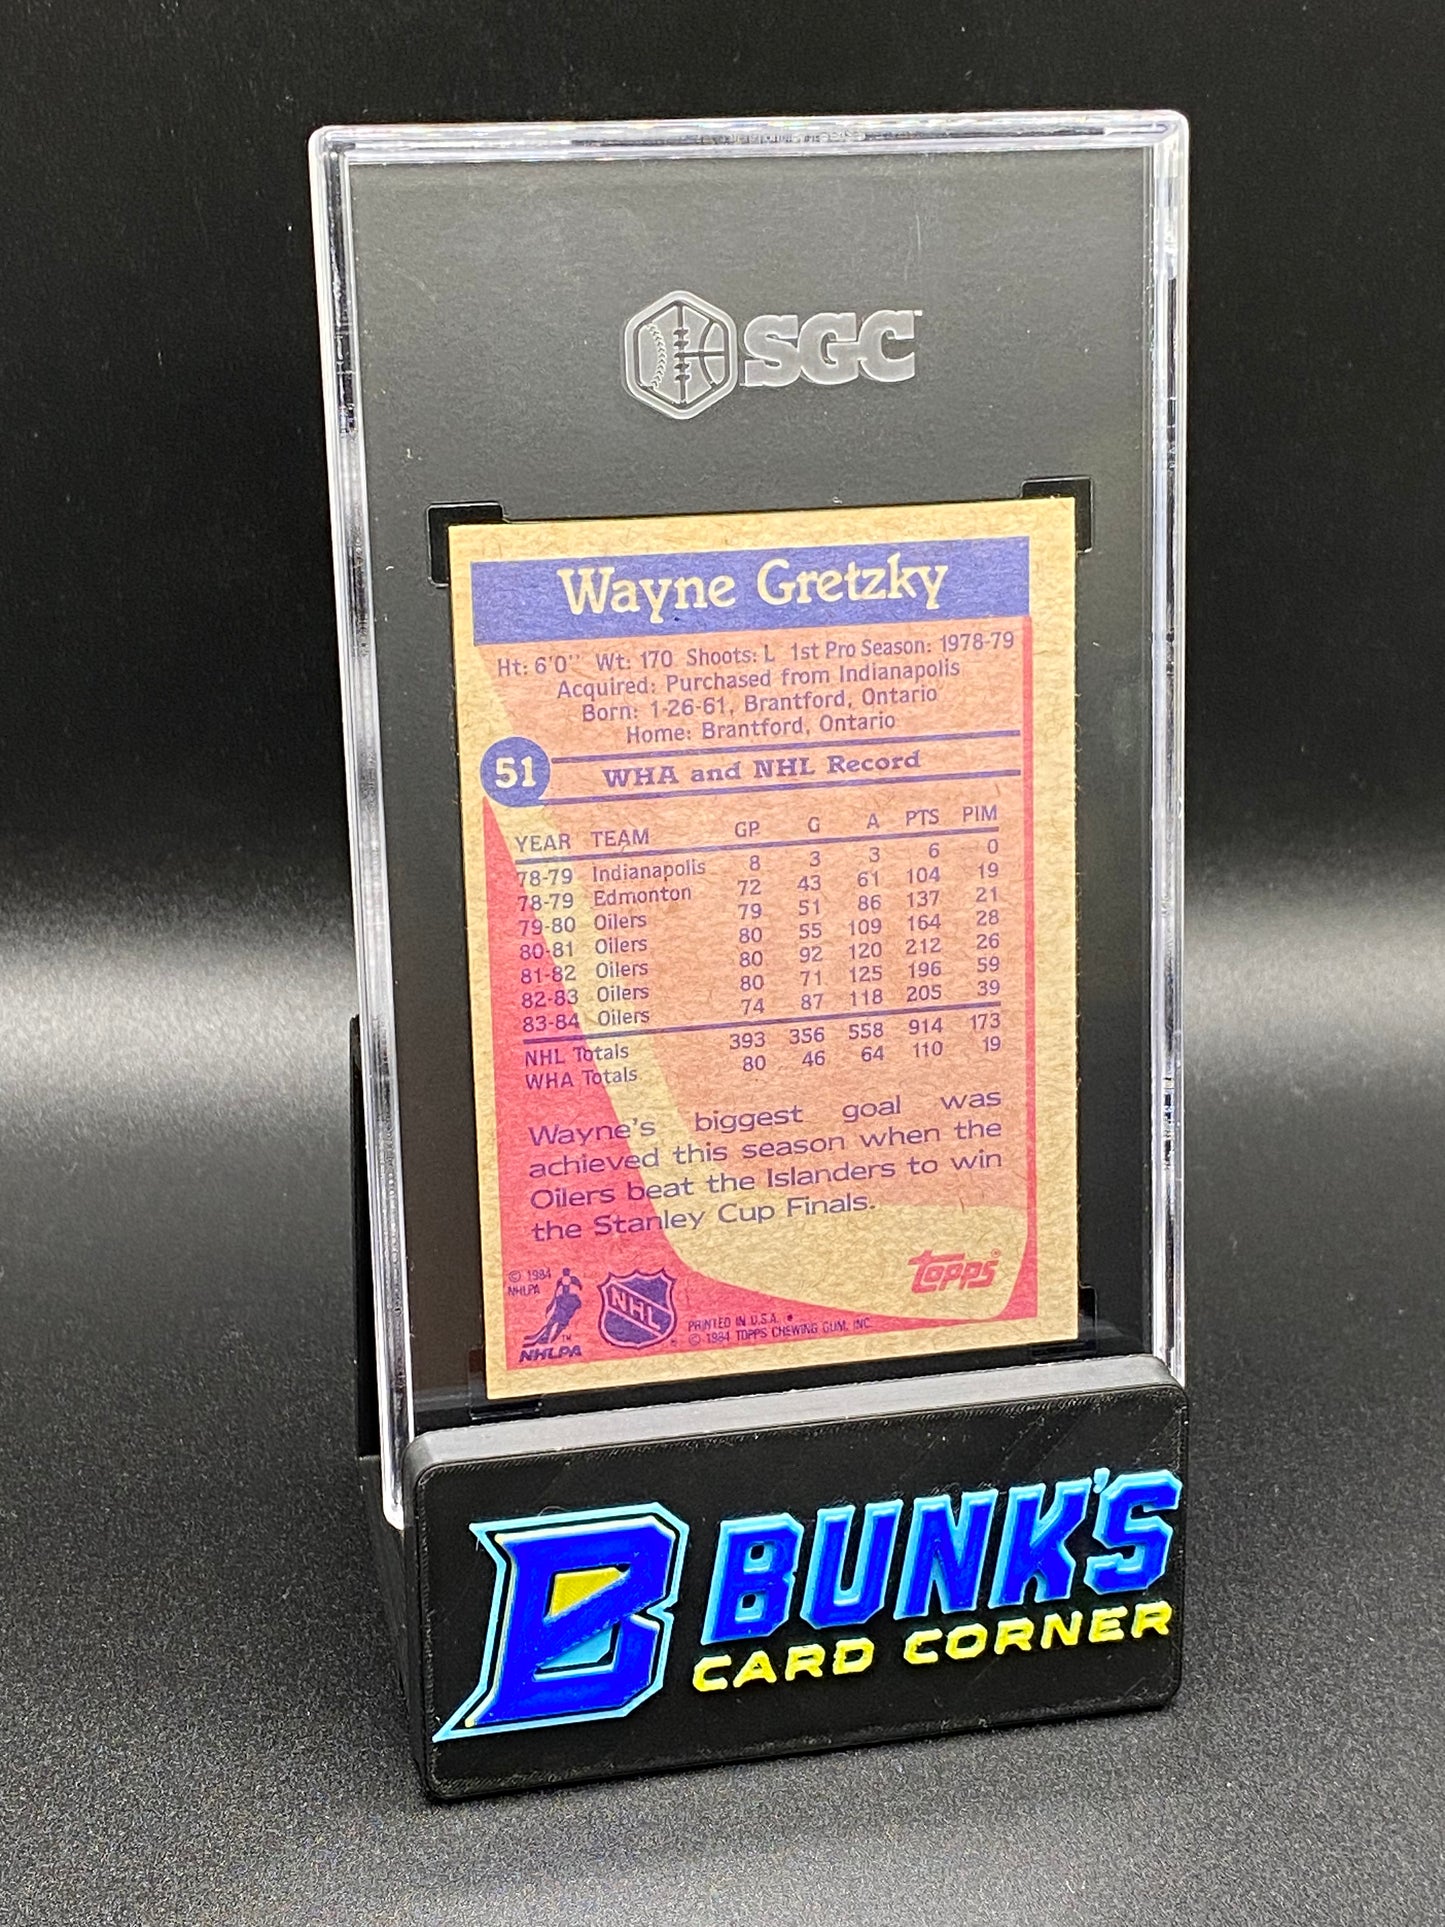 SGC
Wayne Gretzky
Ht: 6'0" Wt: 170 Shoots: L 1st Pro Season: 1978-79
Acquired: Purchased from Indianapolis
Born: 1-26-61, Brantford, Ontario
Home: Brantford, Ontario
51 WHA and NHL Record
YEAR TEAM GP G A PTS PIM
78-79 Indianapolis 8 3 3 6 0
78-79 Edmonton 72 43 61 104 19
79-80 Oilers 79 51 86 137 21
80-81 Oilers 80 55 109 164 28
81-82 Oilers 80 92 120 212 26
82-83 Oilers 80 71 125 196 59
83-84 Oilers 74 87 118 205 39
NHL Totals 393 356 558 914 173
WHA Totals 80 46 64 110 19
Wayne's biggest goal was
achieved this season when the
Oilers beat the Islanders to win
the Stanley Cup Finals.
TOPPS®
© 1984
NHLPA
TM
NHLPA
NHL
PRINTED IN U.S.A. *
© 1984 TOPPS CHEWING GUM, INC.
B BUNK'S
CARD CORNER